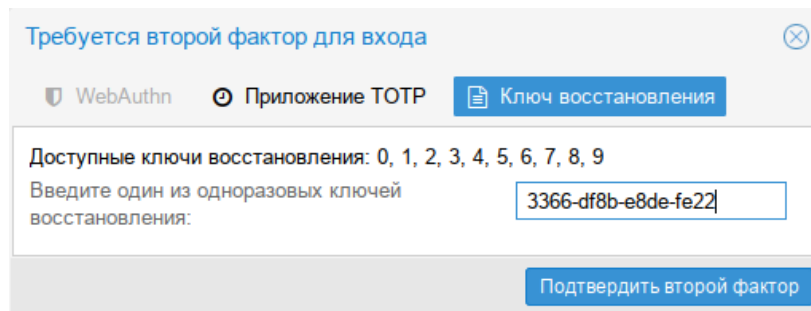 Требуется второй фактор для входа
WebAuthn Приложение TOTP Ключ восстановления
Доступные ключи восстановления: 0, 1, 2, 3, 4, 5, 6, 7, 8, 9
Введите один из одноразовых ключей
восстановления:
3366-df8b-e8de-fe22
Подтвердить второй фактор